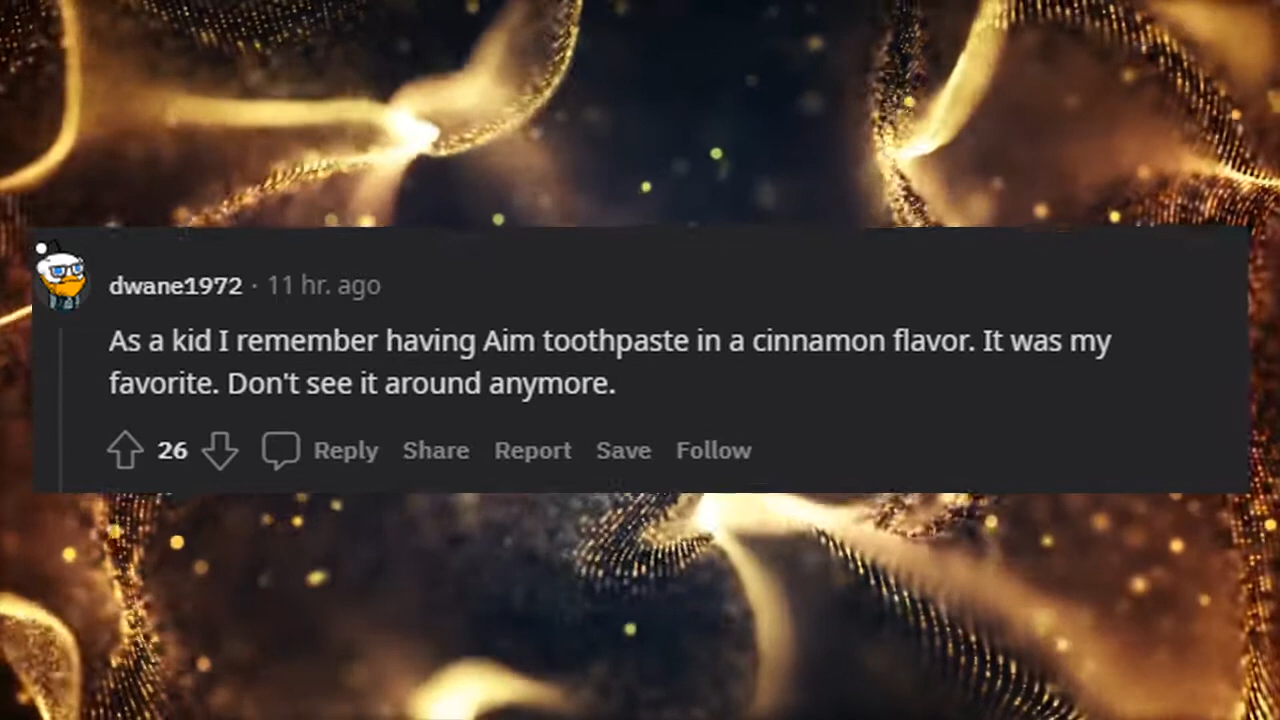 dwane1972 · 11 hr. ago
As a kid I remember having Aim toothpaste in a cinnamon flavor. It was my
favorite. Don't see it around anymore.
26 Reply Share Report Save Follow